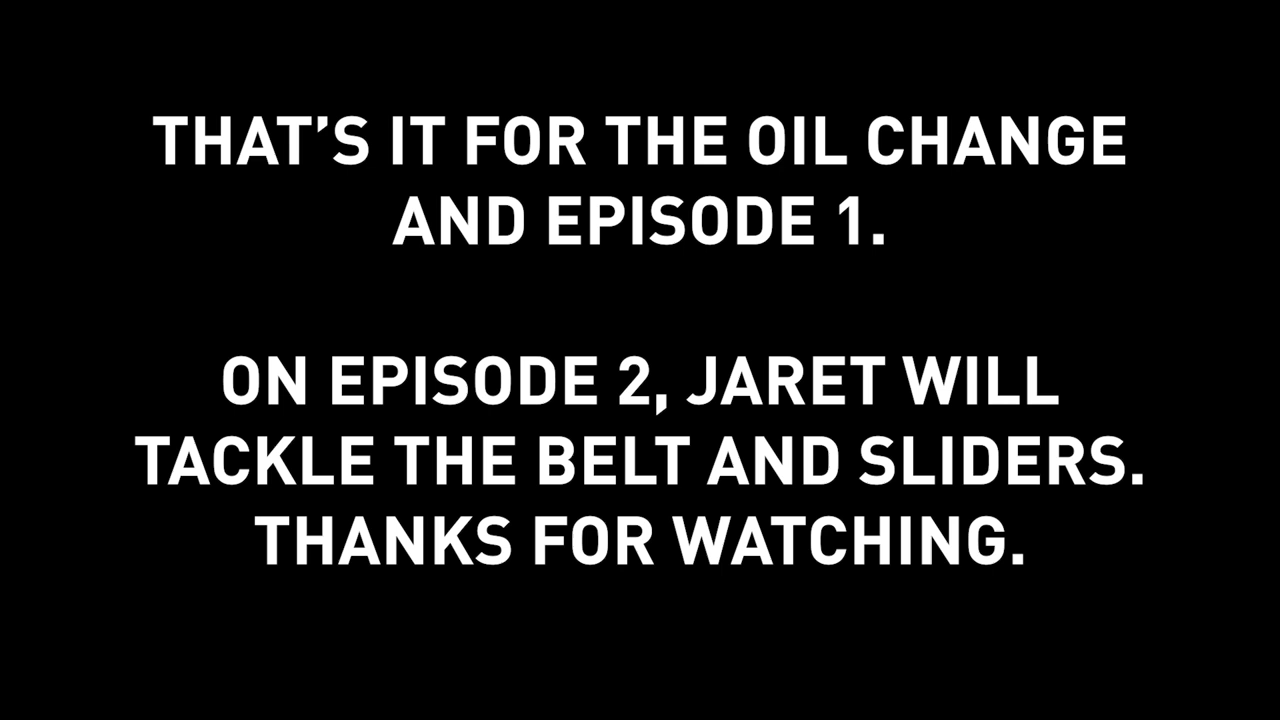 THAT’S IT FOR THE OIL CHANGE
AND EPISODE 1.
ON EPISODE 2, JARET WILL
TACKLE THE BELT AND SLIDERS.
THANKS FOR WATCHING.